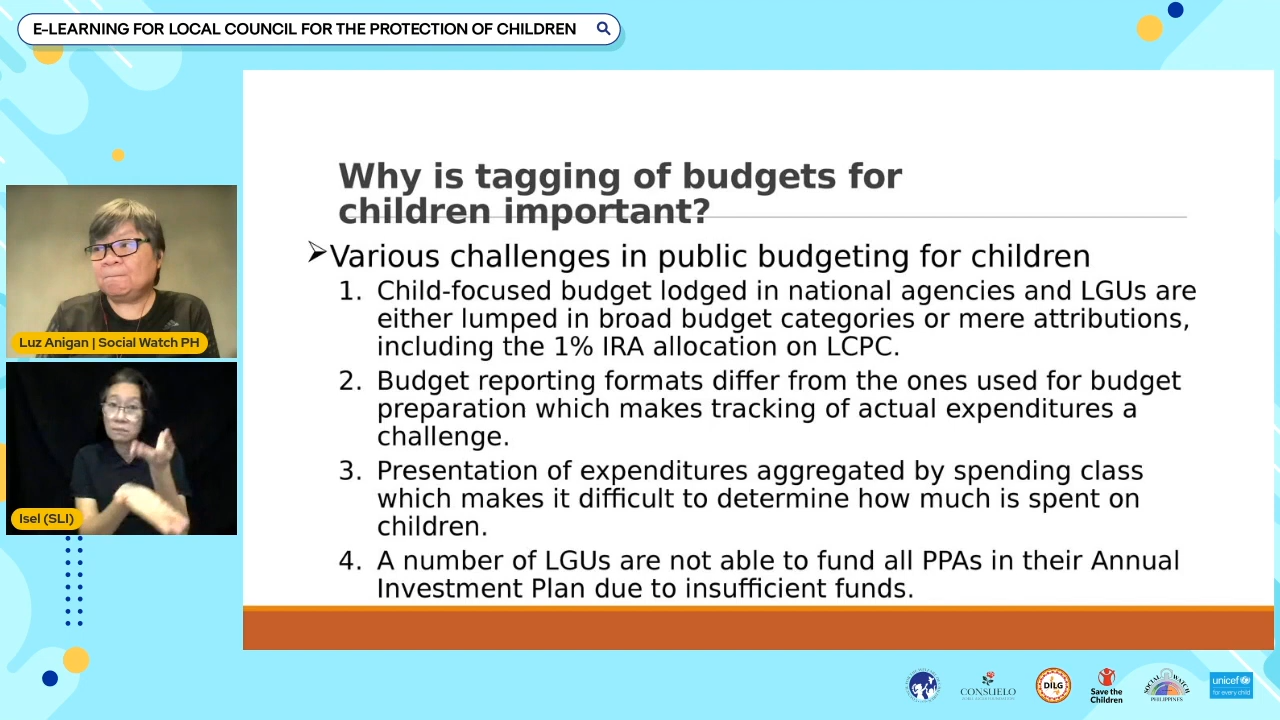 E-LEARNING FOR LOCAL COUNCIL FOR THE PROTECTION OF CHILDREN
Why is tagging of budgets for
children important?
Various challenges in public budgeting for children
1. Child-focused budget lodged in national agencies and LGUs are
either lumped in broad budget categories or mere attributions,
including the 1% IRA allocation on LCPC.
2. Budget reporting formats differ from the ones used for budget
preparation which makes tracking of actual expenditures a
challenge.
3. Presentation of expenditures aggregated by spending class
which makes it difficult to determine how much is spent on
children.
4. A number of LGUs are not able to fund all PPAs in their Annual
Investment Plan due to insufficient funds.
Luz Anigan | Social Watch PH
Isel (SLI)
CONSUELO
DILG
Save the
Children
SOCIAL WATCH
PHILIPPINES
unicef
for every child